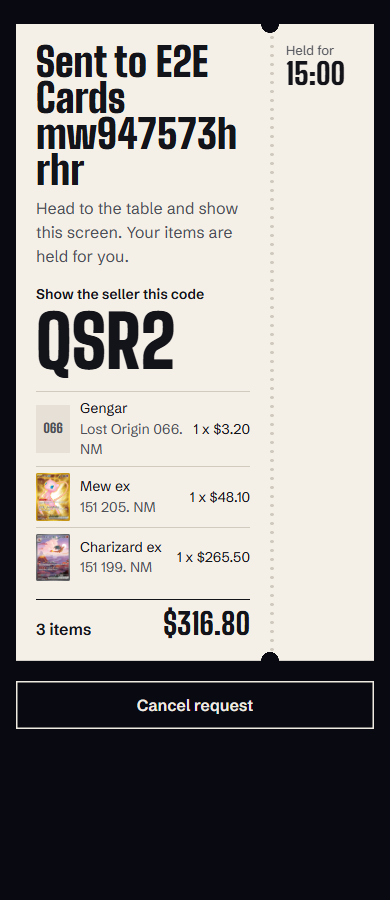 Sent to E2E
Cards
mw947573h
rhr
Head to the table and show
this screen. Your items are
held for you.
Show the seller this code
QSR2
066
Gengar
Lost Origin 066.
NM
1 x $3.20
Mew ex
151 205. NM
1 x $48.10
Charizard ex
151 199. NM
1 x $265.50
3 items
$316.80
Held for
15:00
Cancel request